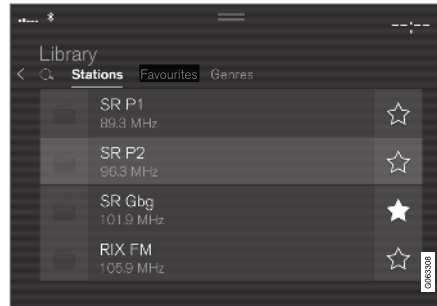 --:--
Library
Stations Favourites Genres
SR P1
89.3 MHz
SR P2
96.3 MHz
SR Gbg
101.9 MHz
RIX FM
105.9 MHz
G063308